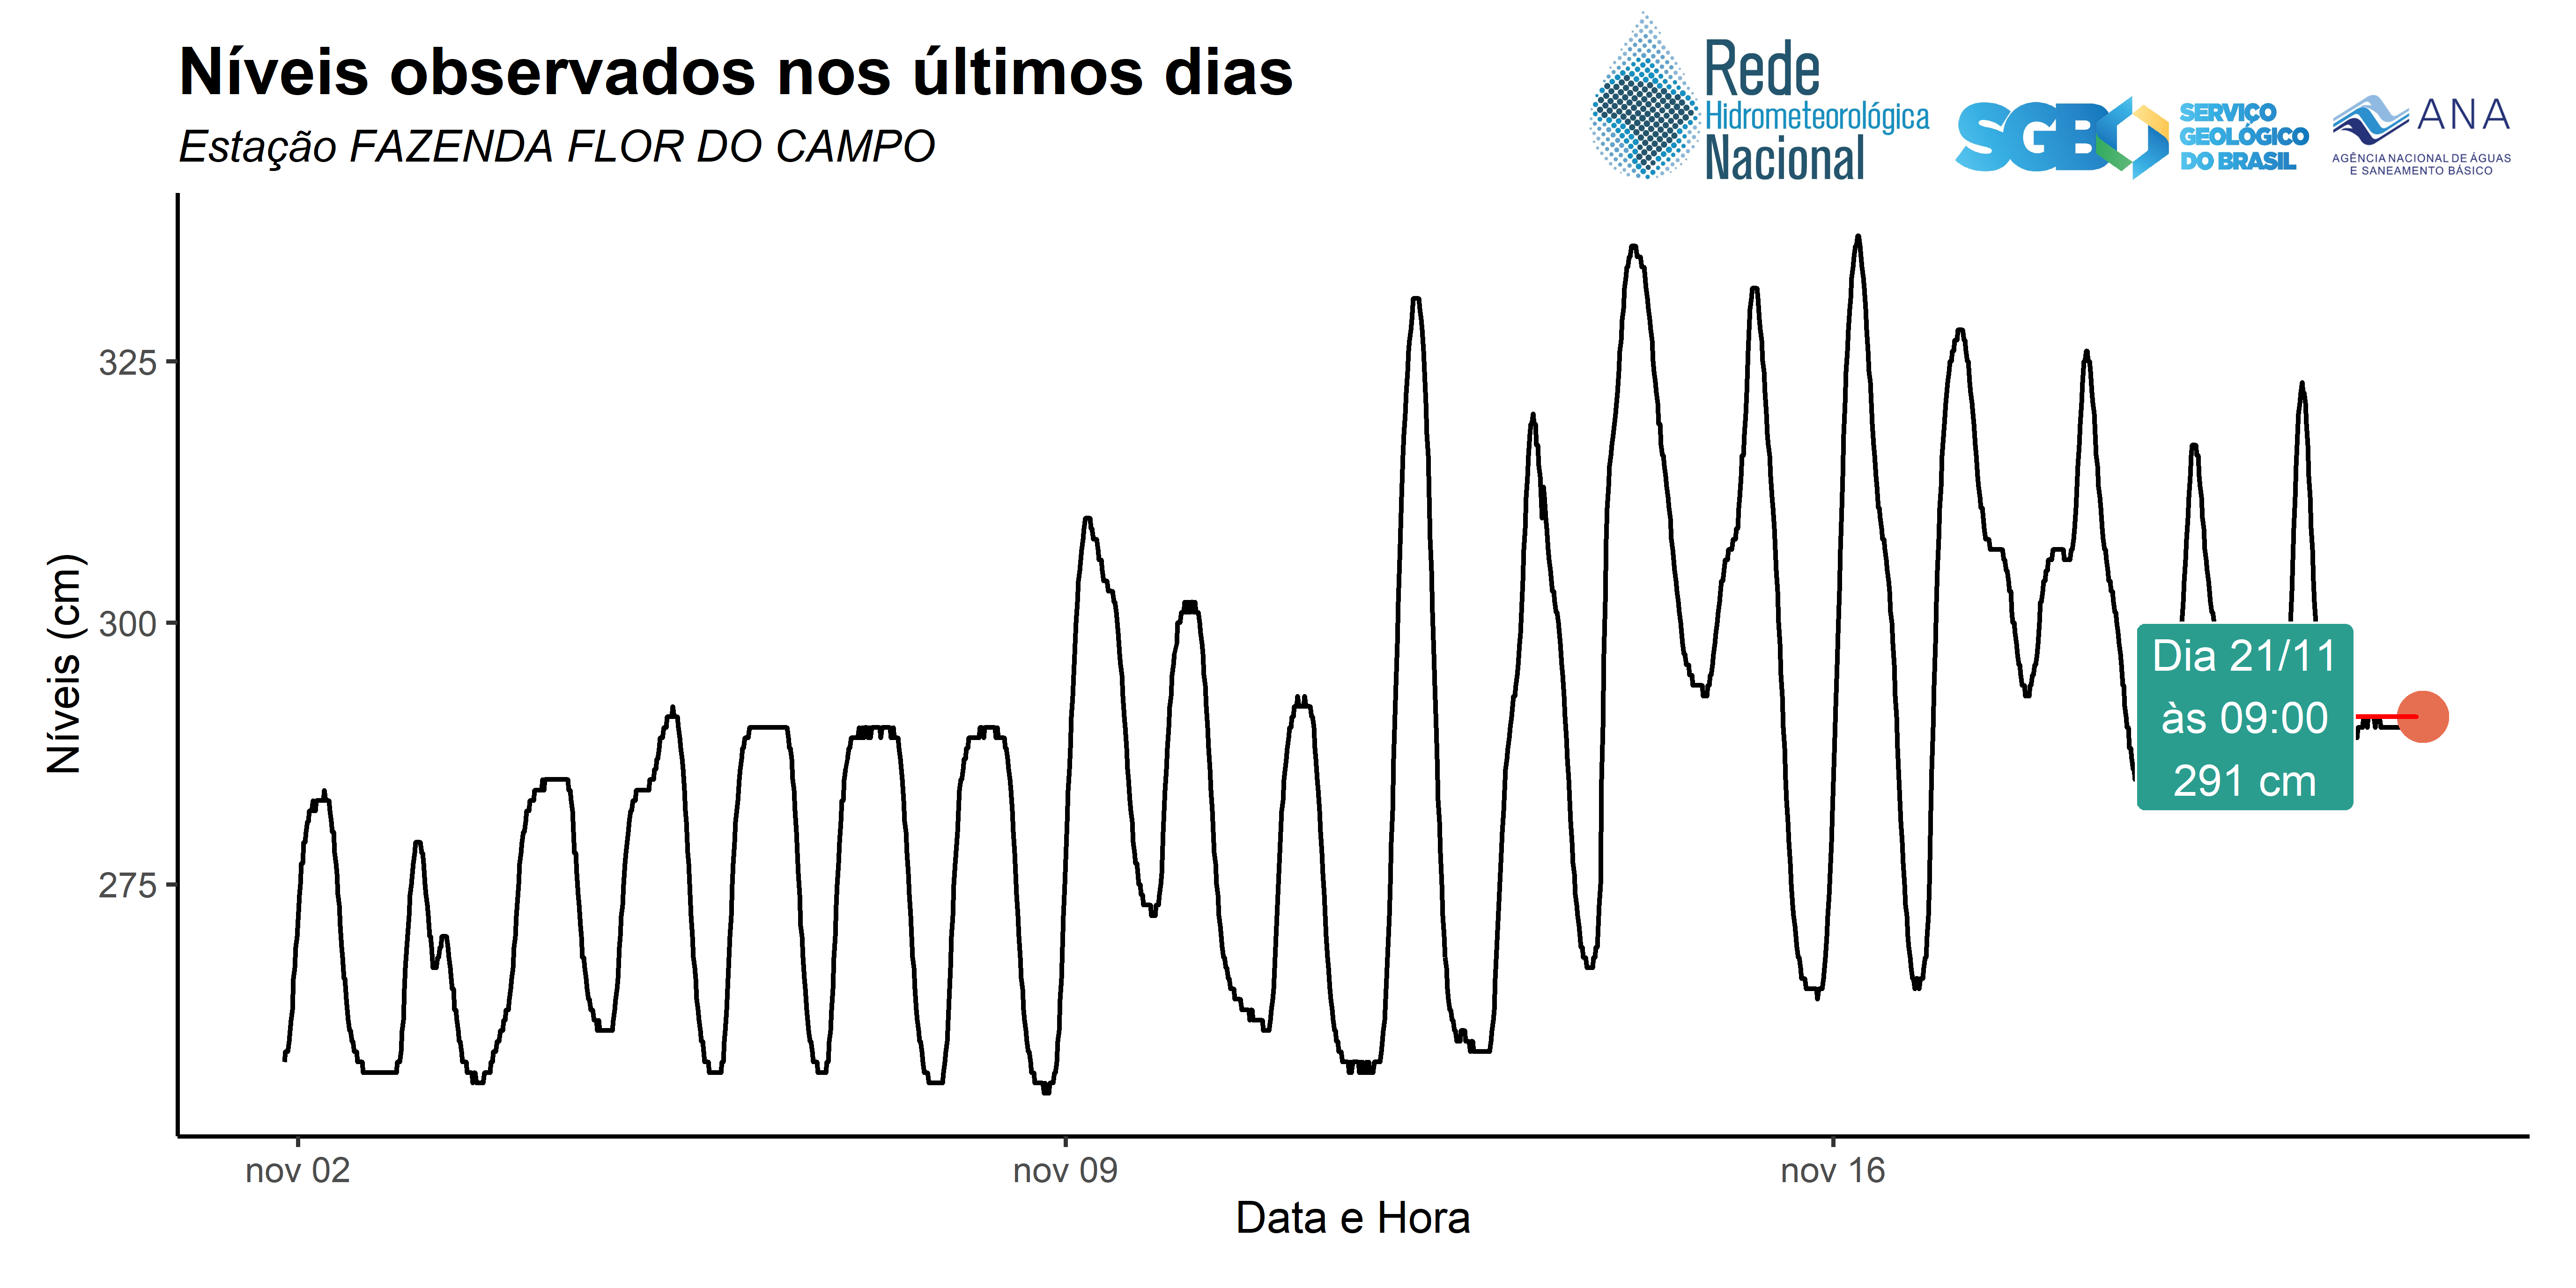 Níveis observados nos últimos dias
Estação FAZENDA FLOR DO CAMPO
Rede
Hidrometeorológica
Nacional
SGB
SERVIÇO
GEOLÓGICO
DO BRASIL
ANA
AGÊNCIA NACIONAL DE ÁGUAS
E SANEAMENTO BÁSICO
Níveis (cm)
325
300
275
Dia 21/11
às 09:00
291 cm
nov 02
nov 09
nov 16
Data e Hora